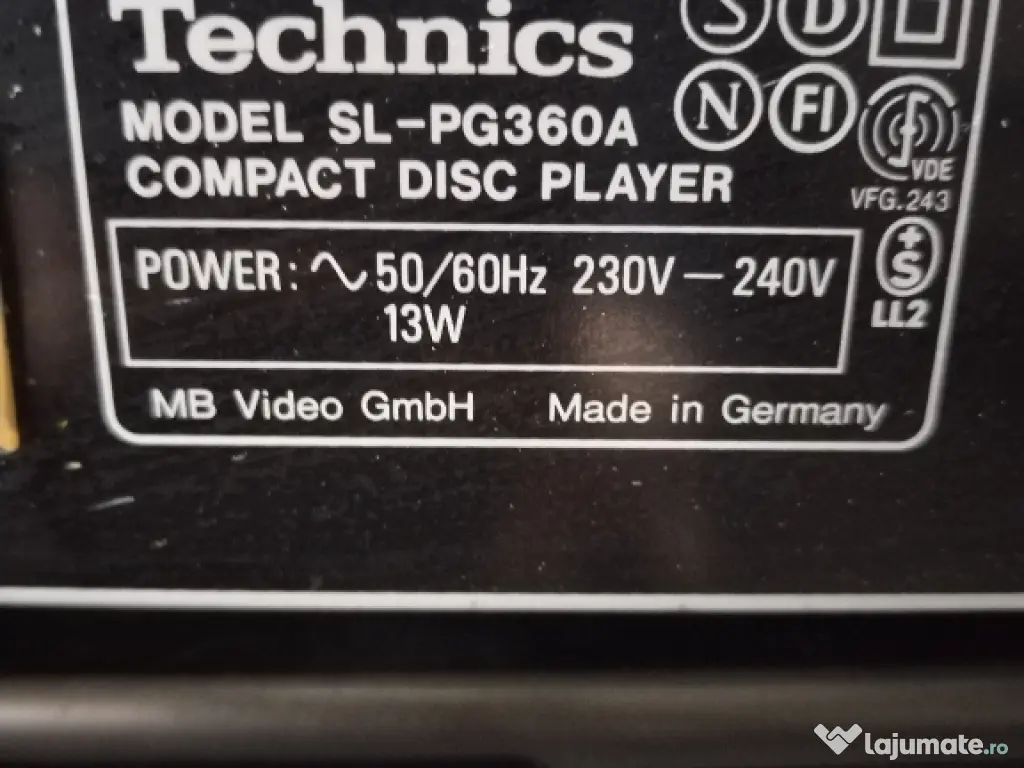 Technics
S D
MODEL SL-PG360A
N FI
COMPACT DISC PLAYER
VDE
VFG.243
POWER: ∿ 50/60Hz 230V — 240V
13W
+S
LL2
MB Video GmbH Made in Germany
lajumate.ro